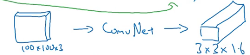 100×100×3 → ConvNet → 3×3×16